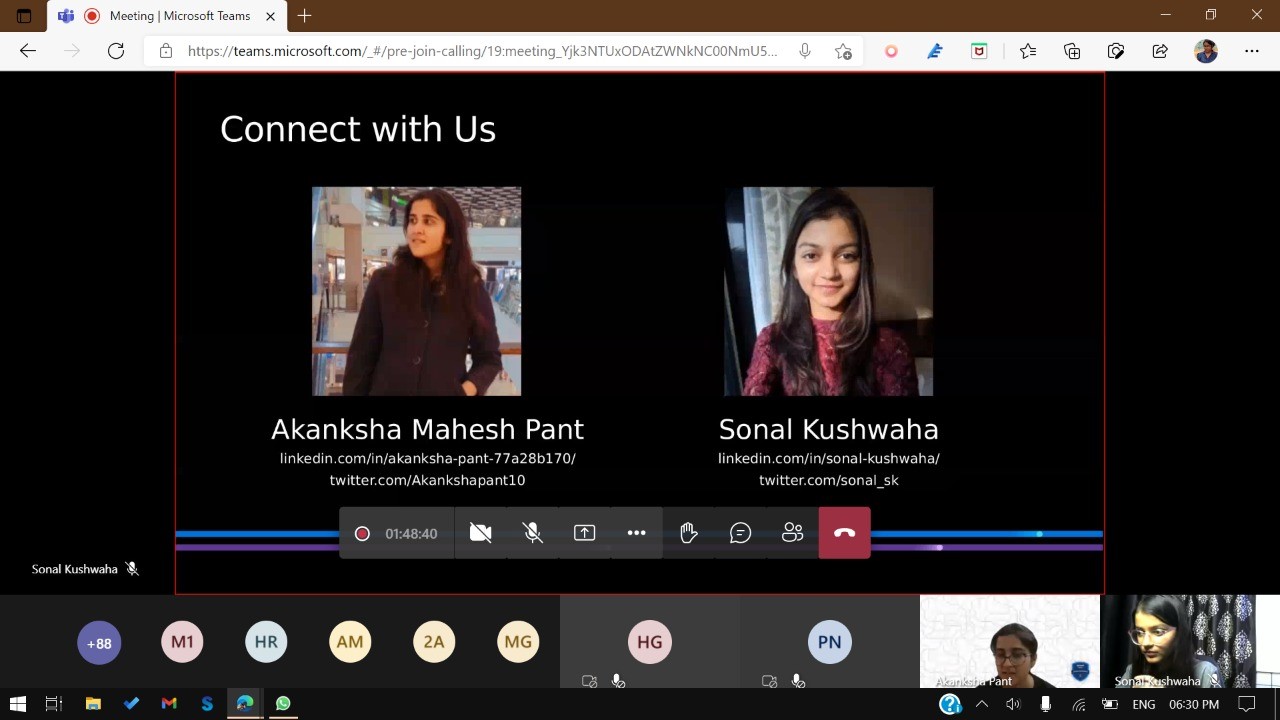 Meeting | Microsoft Teams
https://teams.microsoft.com/_#/pre-join-calling/19:meeting_Yjk3NTUxODAtZWNkNC00NmU5...
Connect with Us
Akanksha Mahesh Pant
linkedin.com/in/akanksha-pant-77a28b170/
twitter.com/Akankshapant10
Sonal Kushwaha
linkedin.com/in/sonal-kushwaha/
twitter.com/sonal_sk
01:48:40
Sonal Kushwaha
+88
M1
HR
AM
2A
MG
HG
PN
Akanksha Pant
Sonal Kushwaha
ENG
06:30 PM